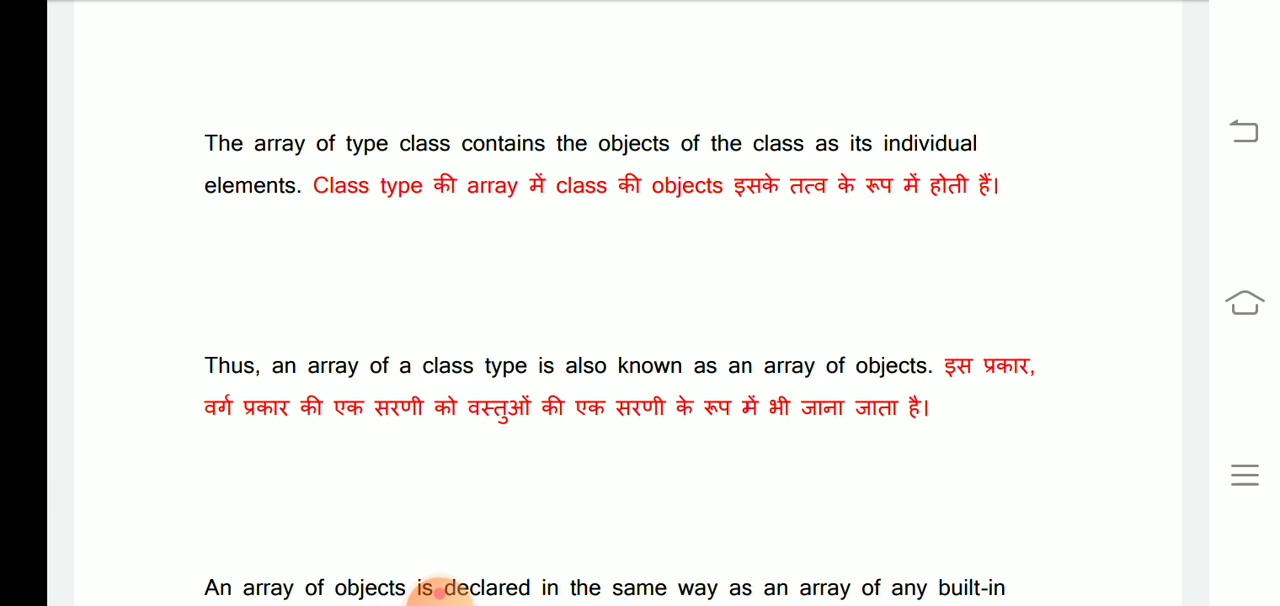 The array of type class contains the objects of the class as its individual
elements. Class type की array में class की objects इसके तत्व के रूप में होती हैं।
Thus, an array of a class type is also known as an array of objects. इस प्रकार,
वर्ग प्रकार की एक सरणी को वस्तुओं की एक सरणी के रूप में भी जाना जाता है।
An array of objects is declared in the same way as an array of any built-in